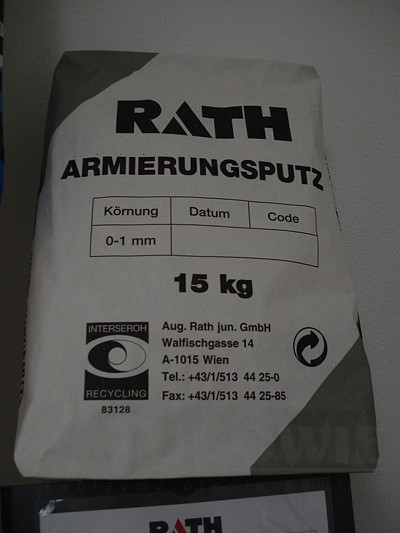 RATH
ARMIERUNGSPUTZ
Körnung Datum Code
0-1 mm
15 kg
INTERSEROH
RECYCLING
83128
Aug. Rath jun. GmbH
Walfischgasse 14
A-1015 Wien
Tel.: +43/1/513 44 25-0
Fax: +43/1/513 44 25-85
RATH